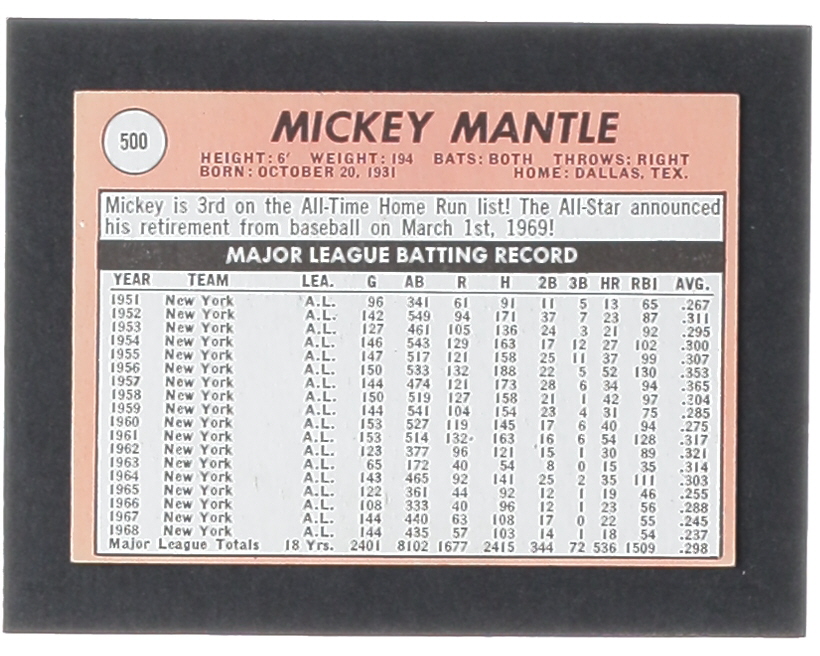 500
MICKEY MANTLE
HEIGHT: 6' WEIGHT: 194 BATS: BOTH THROWS: RIGHT
BORN: OCTOBER 20, 1931 HOME: DALLAS, TEX.
Mickey is 3rd on the All-Time Home Run list! The All-Star announced
his retirement from baseball on March 1st, 1969!
MAJOR LEAGUE BATTING RECORD
YEAR TEAM LEA. G AB R H 2B 3B HR RBI AVG.
1951 New York A.L. 96 341 61 91 11 5 13 65 .267
1952 New York A.L. 142 549 94 171 37 7 23 87 .311
1953 New York A.L. 127 461 105 136 24 3 21 92 .295
1954 New York A.L. 146 543 129 163 17 12 27 102 .300
1955 New York A.L. 147 517 121 158 25 11 37 99 .307
1956 New York A.L. 150 533 132 188 22 5 52 130 .353
1957 New York A.L. 144 474 121 173 28 6 34 94 .365
1958 New York A.L. 150 519 127 158 21 1 42 97 .304
1959 New York A.L. 144 541 104 154 23 4 31 75 .285
1960 New York A.L. 153 527 119 145 17 6 40 94 .275
1961 New York A.L. 153 514 132 163 16 6 54 128 .317
1962 New York A.L. 123 377 96 121 15 1 30 89 .321
1963 New York A.L. 65 172 40 54 8 0 15 35 .314
1964 New York A.L. 143 465 92 141 25 2 35 111 .303
1965 New York A.L. 122 361 44 92 12 1 19 46 .255
1966 New York A.L. 108 333 40 96 12 1 23 56 .288
1967 New York A.L. 144 440 63 108 17 0 22 55 .245
1968 New York A.L. 144 435 57 103 14 1 18 54 .237
Major League Totals 18 Yrs. 2401 8102 1677 2415 344 72 536 1509 .298